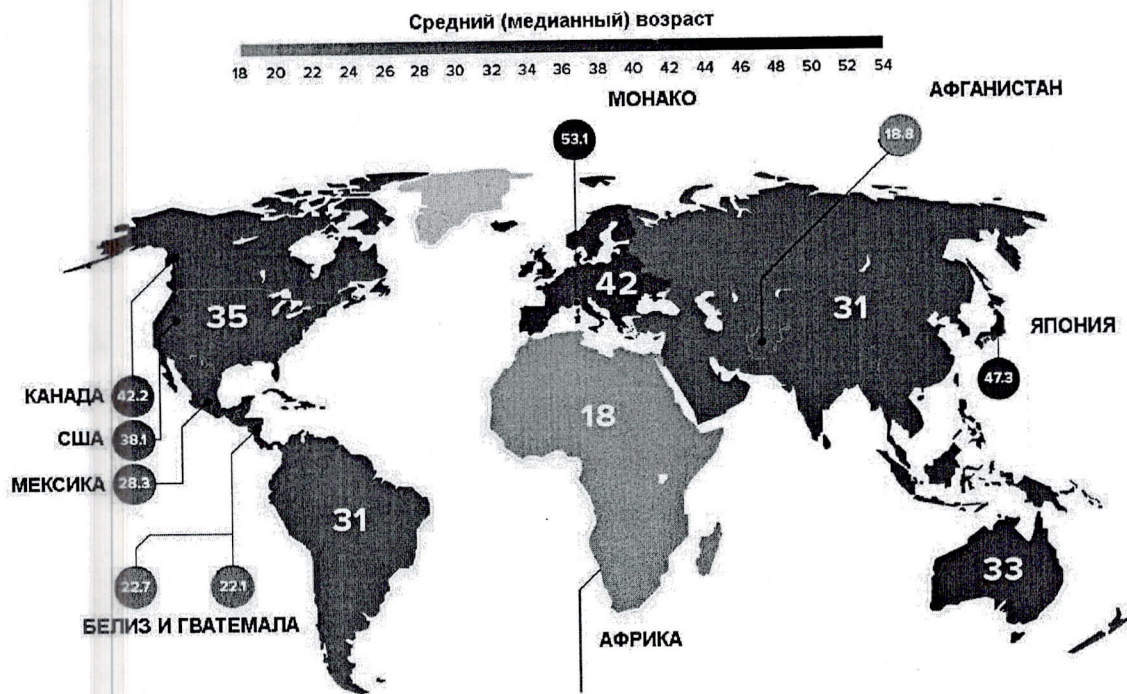 Средний (медианный) возраст
18 20 22 24 26 28 30 32 34 36 38 40 42 44 46 48 50 52 54
МОНАКО
АФГАНИСТАН
53.1
18.8
42
35
31
ЯПОНИЯ
47.3
КАНАДА 42.2
18
США 38.1
МЕКСИКА 28.3
31
33
22.7 22.1
БЕЛИЗ И ГВАТЕМАЛА
АФРИКА